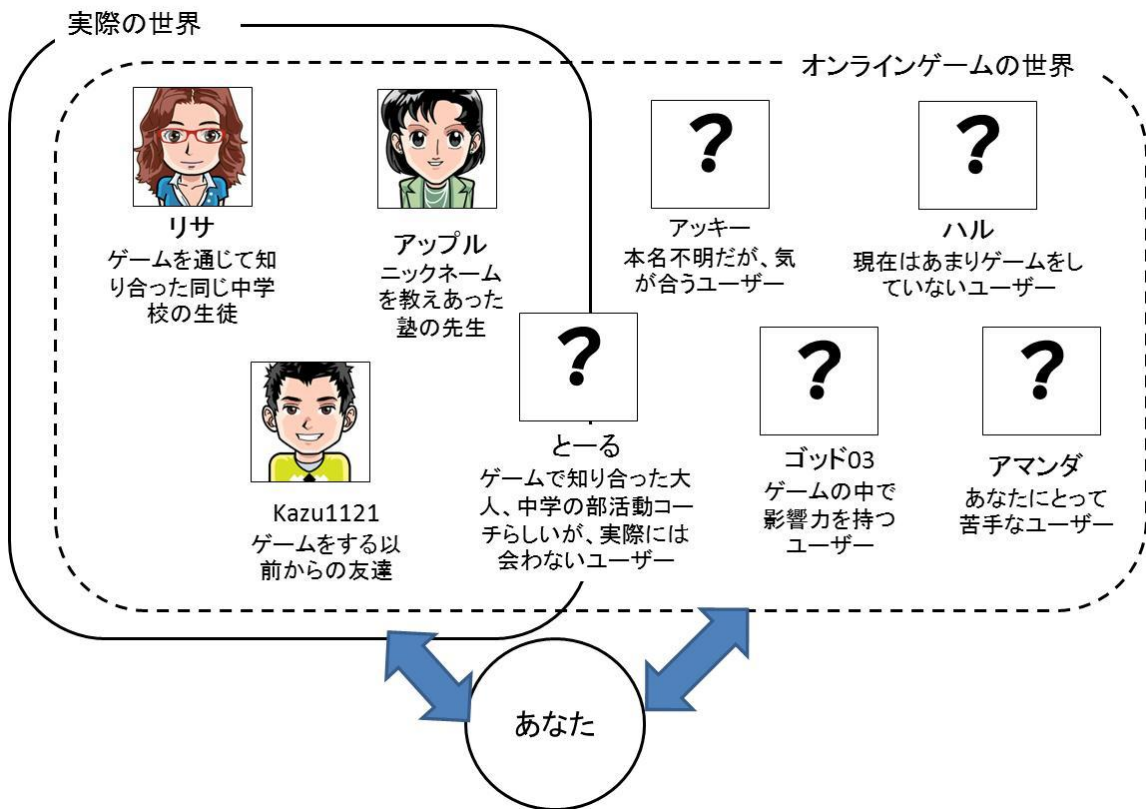 実際の世界
オンラインゲームの世界
?
?
リサ
ゲームを通じて知
り合った同じ中学
校の生徒
アップル
ニックネーム
を教えあった
塾の先生
アッキー
本名不明だが、気
が合うユーザー
ハル
現在はあまりゲームをし
ていないユーザー
?
?
?
Kazu1121
ゲームをする以
前からの友達
とーる
ゲームで知り合った大
人、中学の部活動コー
チらしいが、実際には
会わないユーザー
ゴッド03
ゲームの中で
影響力を持つ
ユーザー
アマンダ
あなたにとって
苦手なユーザー
あなた